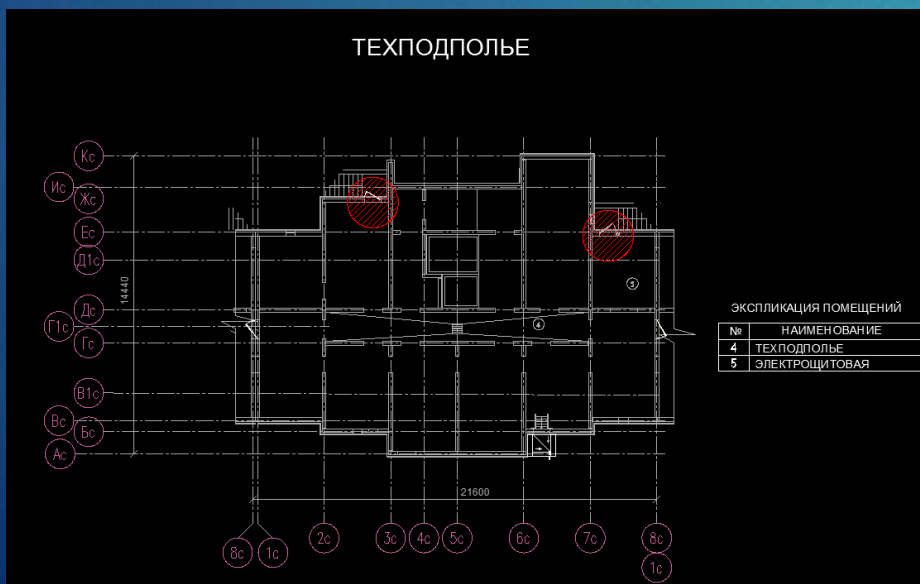 ТЕХПОДПОЛЬЕ
Кс
Ис
Жс
Ес
Д1с
Дс
Г1с
Гс
В1с
Вс
Бс
Ас
14440
5
4
ЭКСПЛИКАЦИЯ ПОМЕЩЕНИЙ
№ НАИМЕНОВАНИЕ
4 ТЕХПОДПОЛЬЕ
5 ЭЛЕКТРОЩИТОВАЯ
21600
8с 1с 2с 3с 4с 5с 6с 7с 8с
1с